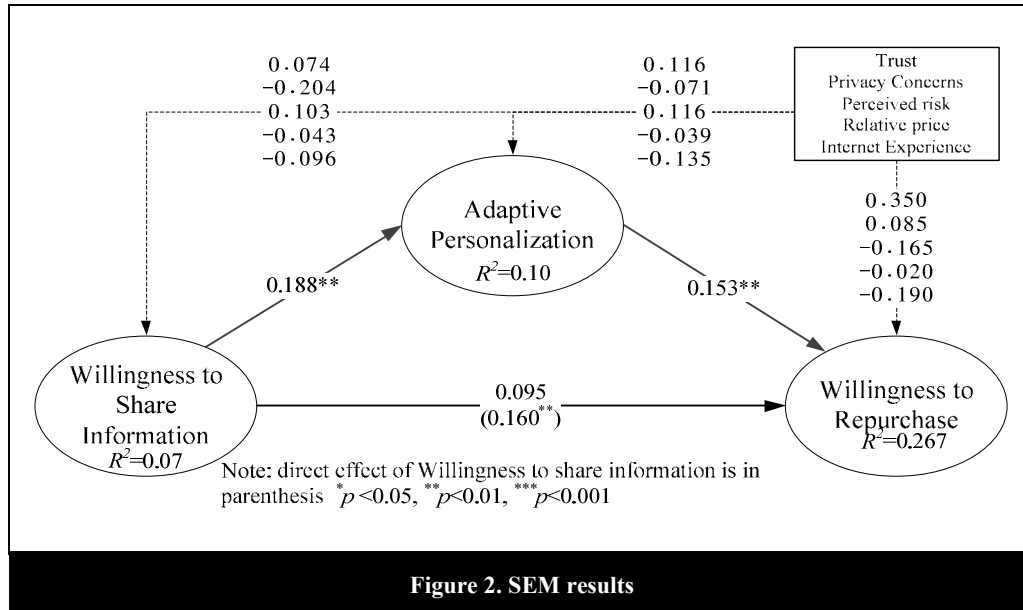 0.074
-0.204
0.103
-0.043
-0.096
0.116
-0.071
0.116
-0.039
-0.135
Trust
Privacy Concerns
Perceived risk
Relative price
Internet Experience
0.350
0.085
-0.165
-0.020
-0.190
Adaptive
Personalization
R²=0.10
0.188**
0.153**
Willingness to
Share
Information
R²=0.07
0.095
(0.160**)
Willingness to
Repurchase
R²=0.267
Note: direct effect of Willingness to share information is in
parenthesis *p <0.05, **p<0.01, ***p<0.001
Figure 2. SEM results